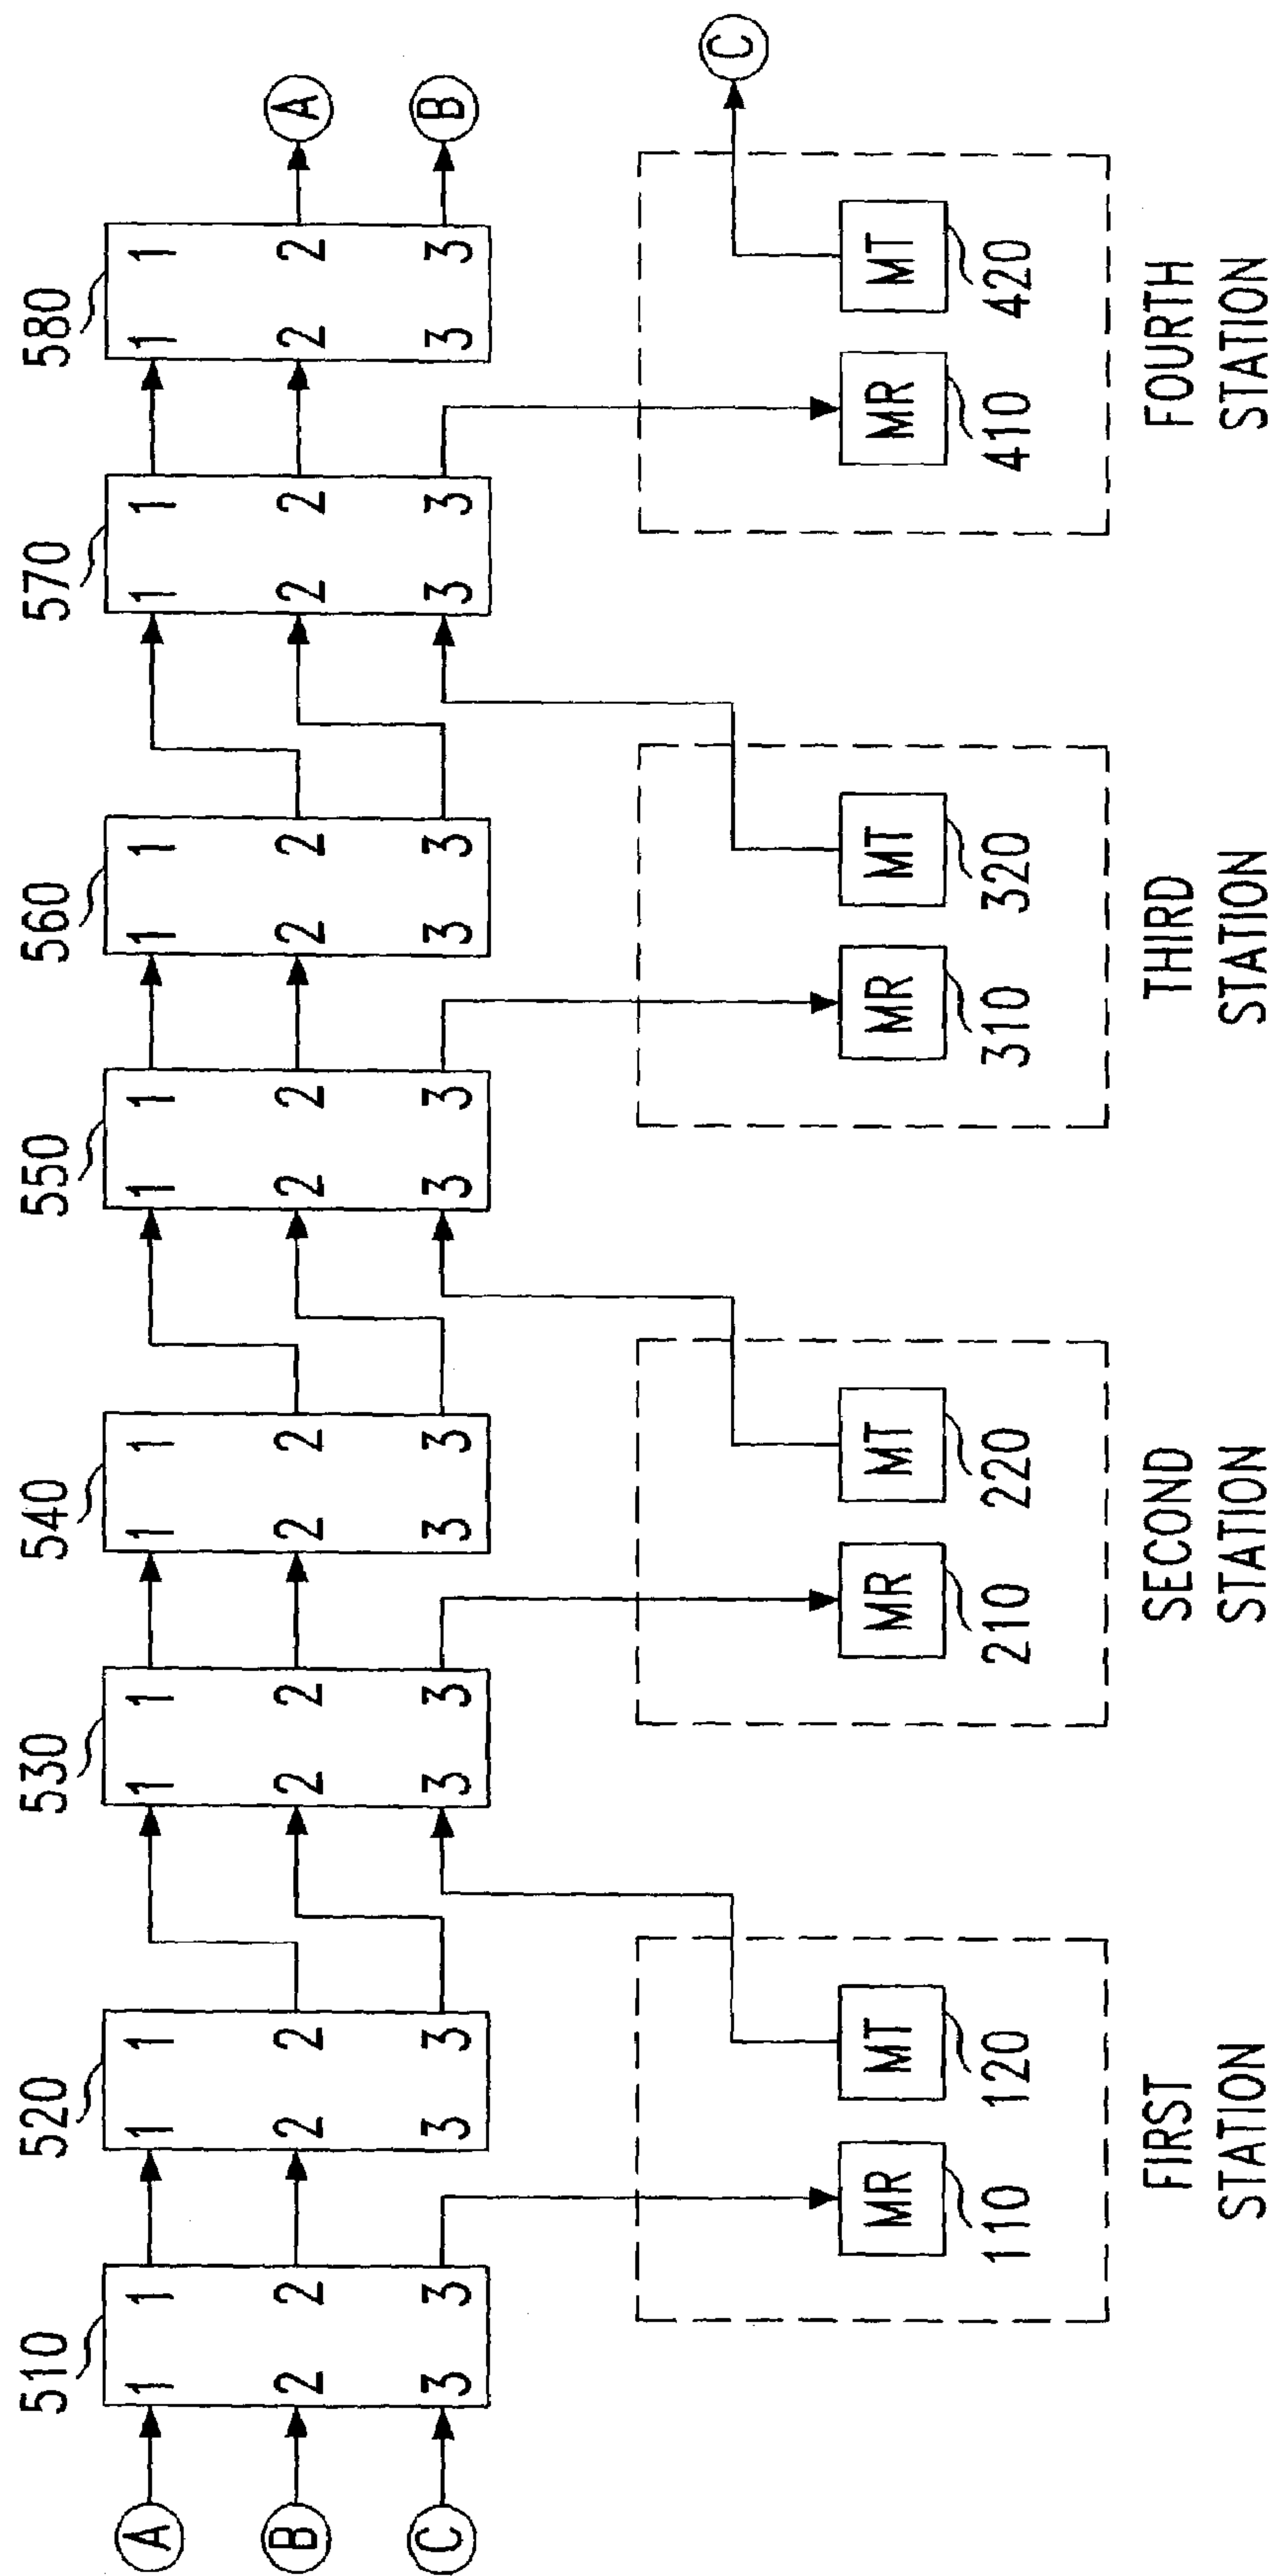 510 520 530 540 550 560 570 580
A 1 1 1 1 1 1 1 1 1 1 1 1 1 1 1 1
B 2 2 2 2 2 2 2 2 2 2 2 2 2 2 2 2 A
C 3 3 3 3 3 3 3 3 3 3 3 3 3 3 3 3 B
C
MR MT MR MT MR MT MR MT
110 120 210 220 310 320 410 420
FIRST SECOND THIRD FOURTH
STATION STATION STATION STATION